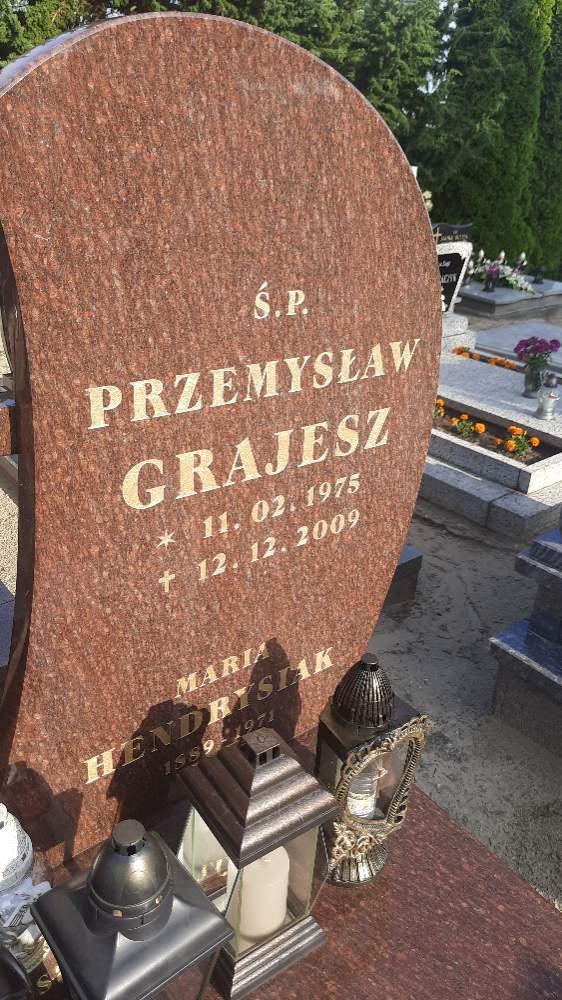 Ś.P.
PRZEMYSŁAW
GRAJESZ
* 11. 02. 1975
✝ 12. 12. 2009
MARIA
HENDRYSIAK
1889-1971